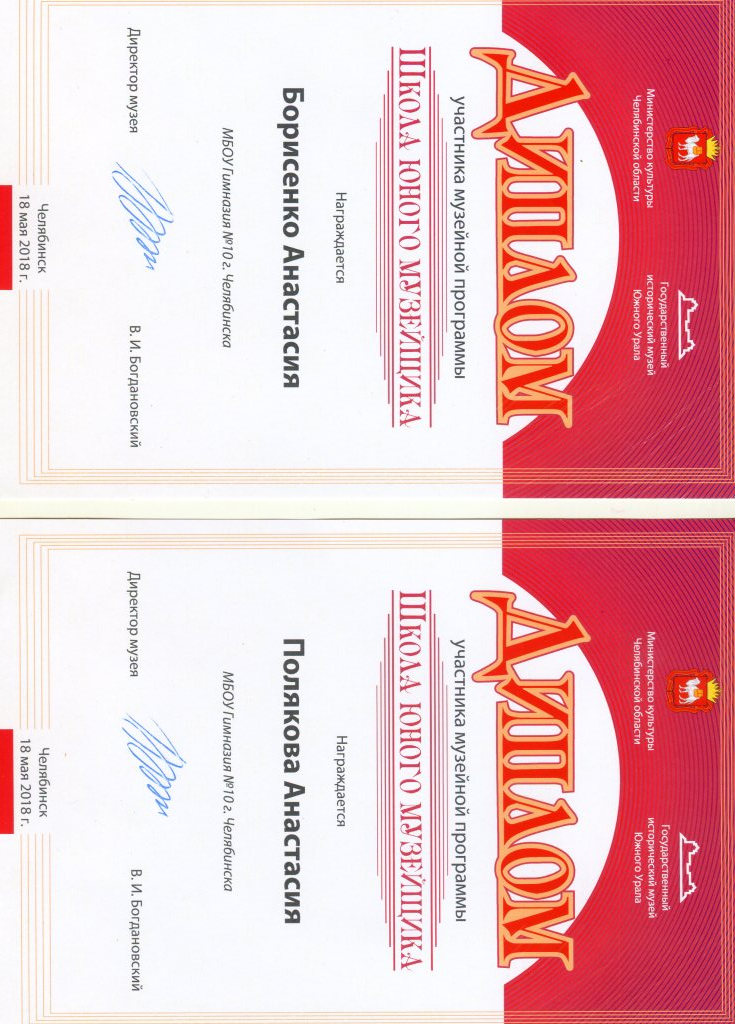 Министерство культуры
Челябинской области
Государственный
исторический музей
Южного Урала
ДИПЛОМ
участника музейной программы
ШКОЛА ЮНОГО МУЗЕЙЩИКА
Награждается
Борисенко Анастасия
МБОУ Гимназия №10 г. Челябинска
Директор музея
В. И. Богдановский
Челябинск
18 мая 2018 г.
Министерство культуры
Челябинской области
Государственный
исторический музей
Южного Урала
ДИПЛОМ
участника музейной программы
ШКОЛА ЮНОГО МУЗЕЙЩИКА
Награждается
Полякова Анастасия
МБОУ Гимназия №10 г. Челябинска
Директор музея
В. И. Богдановский
Челябинск
18 мая 2018 г.